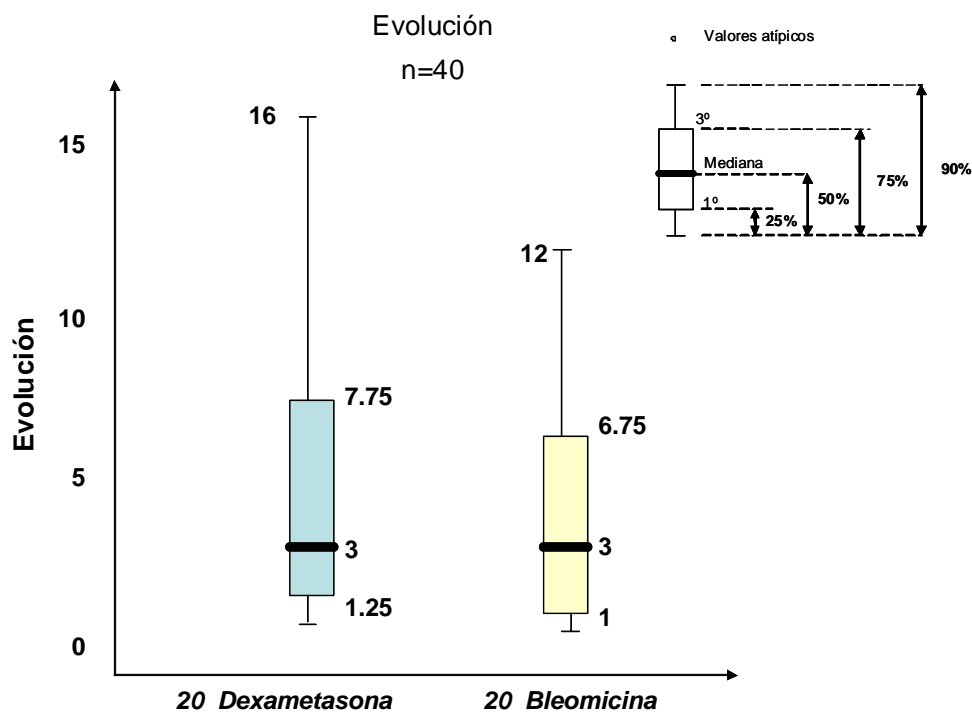 Evolución
n=40
Valores atípicos
3º
Mediana
1º
25%
50%
75%
90%
Evolución
15
10
5
0
16
7.75
3
1.25
12
6.75
3
1
20 Dexametasona
20 Bleomicina